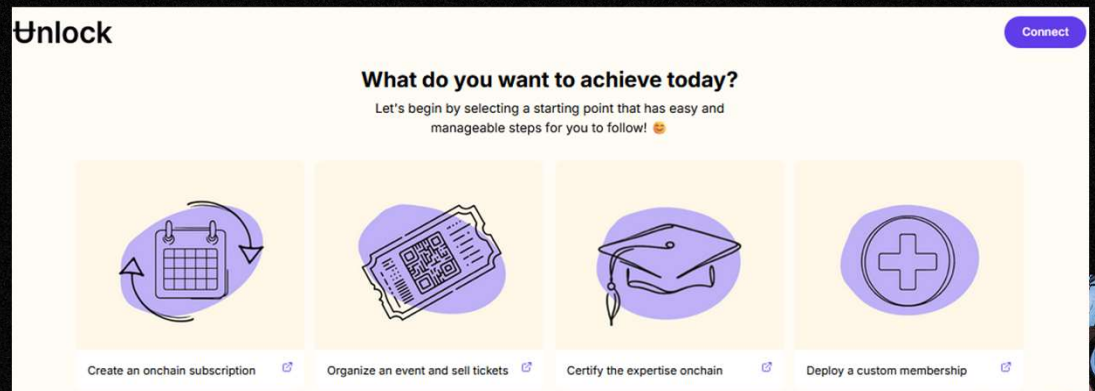 Unlock
Connect
What do you want to achieve today?
Let's begin by selecting a starting point that has easy and
manageable steps for you to follow! 😊
Create an onchain subscription
Organize an event and sell tickets
Certify the expertise onchain
Deploy a custom membership